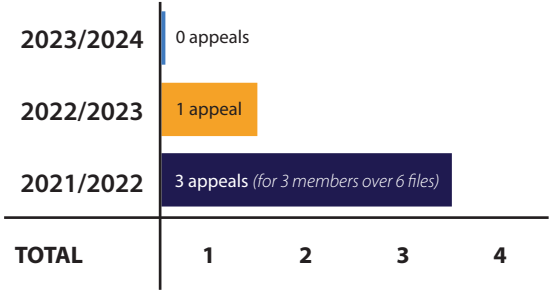 2023/2024 0 appeals
2022/2023 1 appeal
2021/2022 3 appeals (for 3 members over 6 files)
TOTAL 1 2 3 4